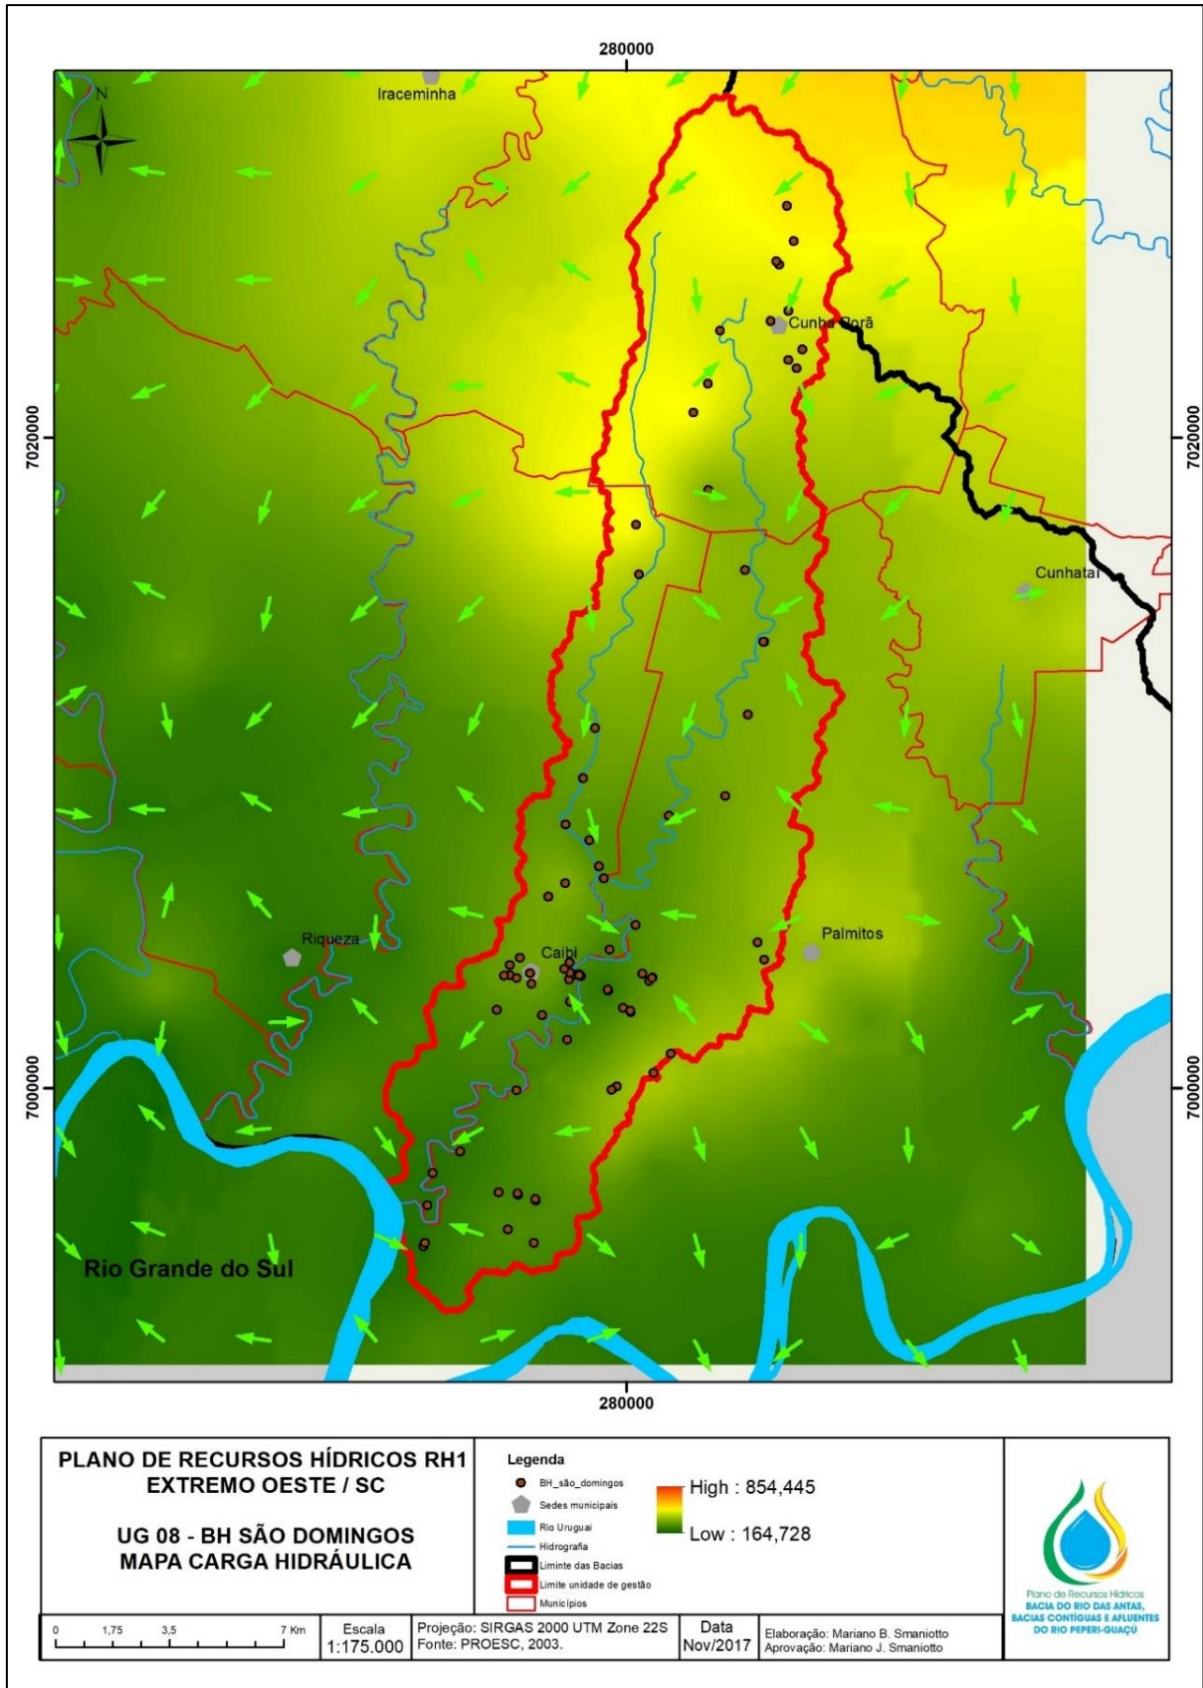 280000
Iraceminha
N
Cunha Porã
7020000
7020000
Cunhataí
Riqueza
Caibi
Palmitos
7000000
7000000
Rio Grande do Sul
280000
PLANO DE RECURSOS HÍDRICOS RH1
EXTREMO OESTE / SC
UG 08 - BH SÃO DOMINGOS
MAPA CARGA HIDRÁULICA
Legenda
BH_são_domingos
Sedes municipais
Rio Uruguai
Hidrografia
Liminte das Bacias
Limite unidade de gestão
Municípios
High : 854,445
Low : 164,728
Plano de Recursos Hídricos
BACIA DO RIO DAS ANTAS,
BACIAS CONTÍGUAS E AFLUENTES
DO RIO PEPERI-GUAÇÚ
0 1,75 3,5 7 Km
Escala
1:175.000
Projeção: SIRGAS 2000 UTM Zone 22S
Fonte: PROESC, 2003.
Data
Nov/2017
Elaboração: Mariano B. Smaniotto
Aprovação: Mariano J. Smaniotto